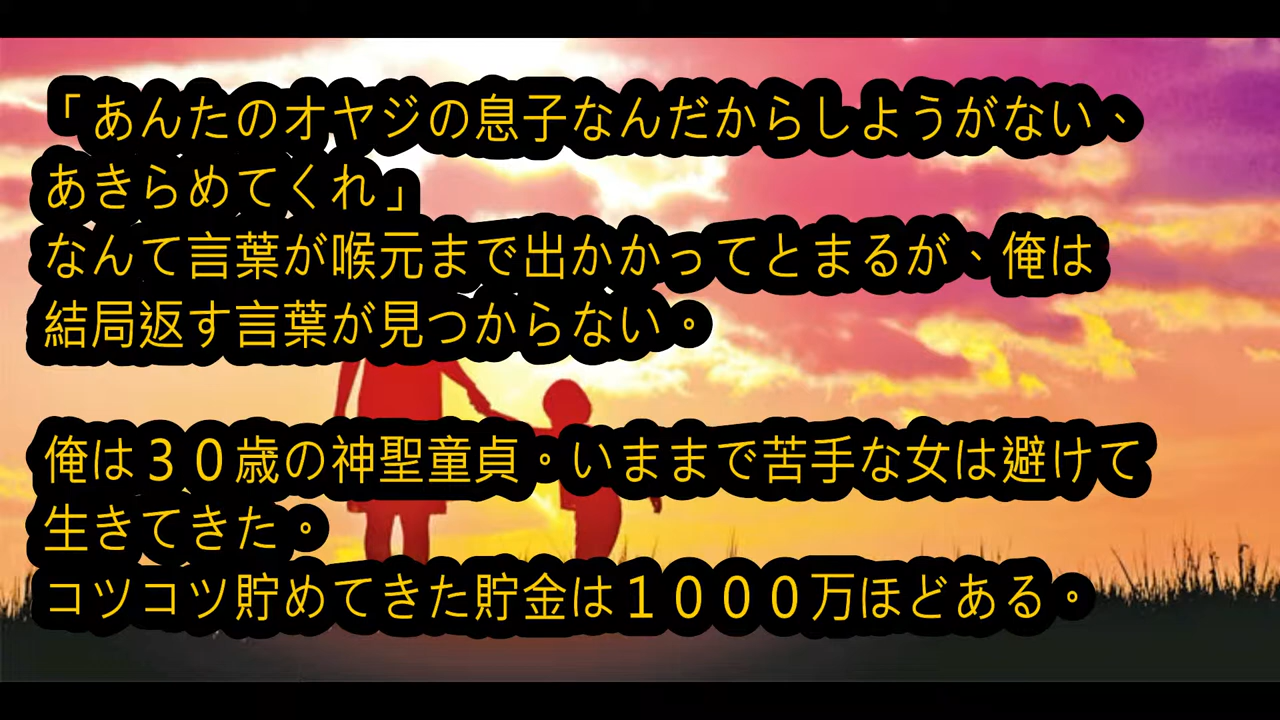 「あんたのオヤジの息子なんだからしようがない、
あきらめてくれ」
なんて言葉が喉元まで出かかってとまるが、俺は
結局返す言葉が見つからない。
俺は３０歳の神聖童貞。いままで苦手な女は避けて
生きてきた。
コツコツ貯めてきた貯金は１０００万ほどある。